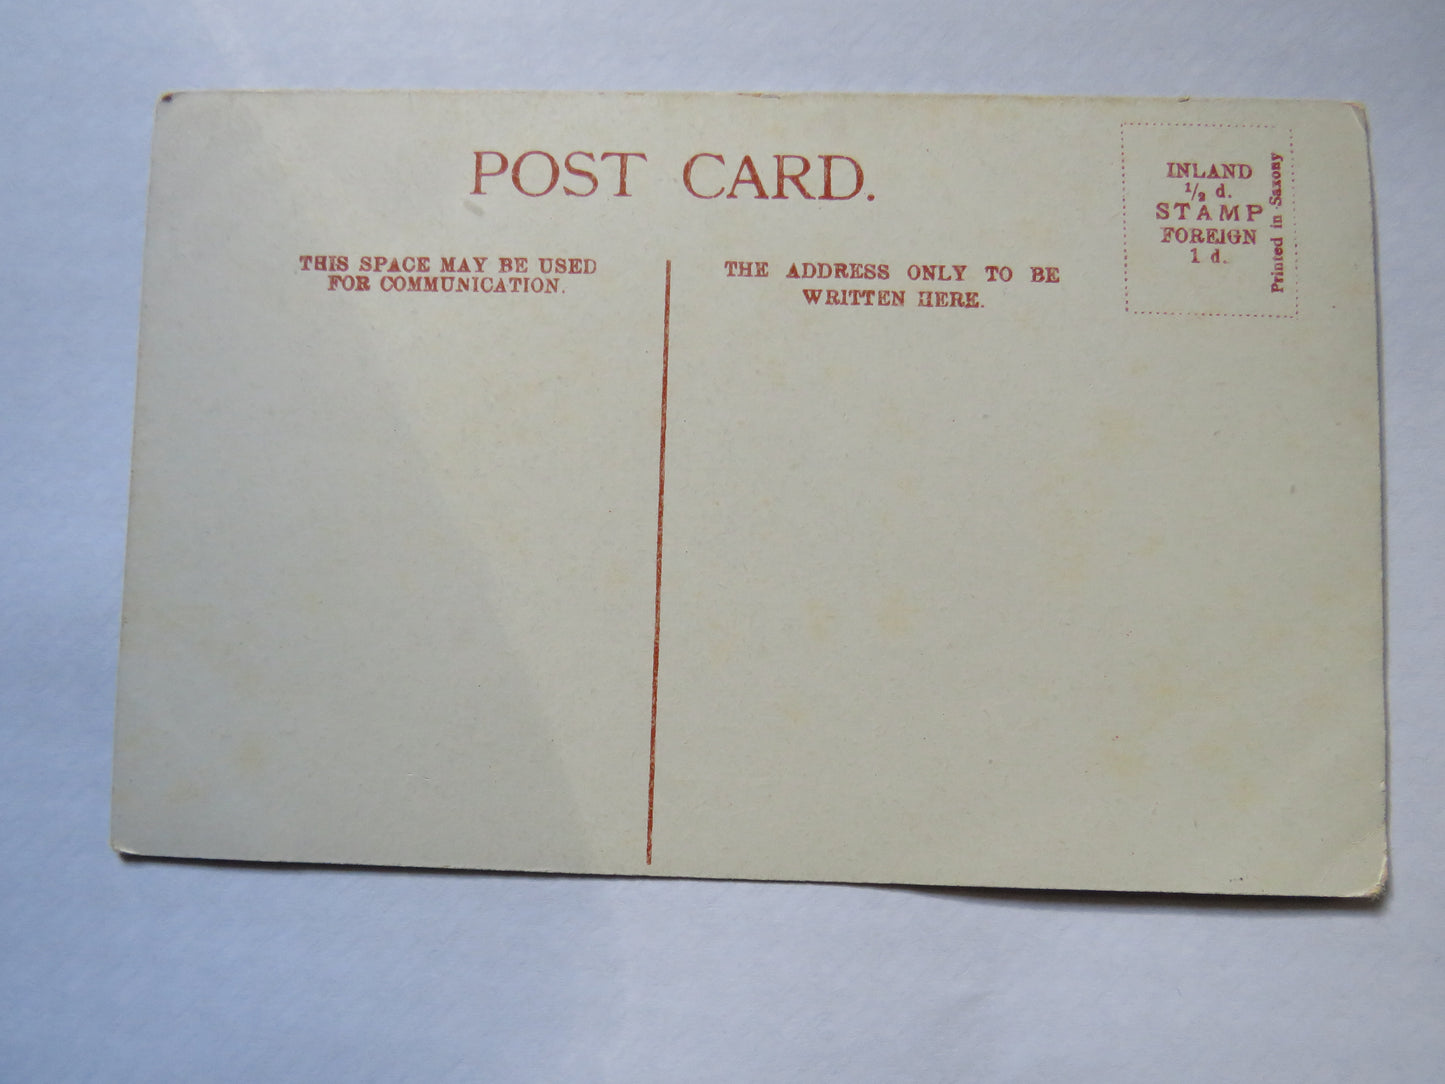 POST CARD.
THIS SPACE MAY BE USED
FOR COMMUNICATION.
THE ADDRESS ONLY TO BE
WRITTEN HERE.
INLAND
1/2 d.
STAMP
FOREIGN
1 d.
Printed in Saxony